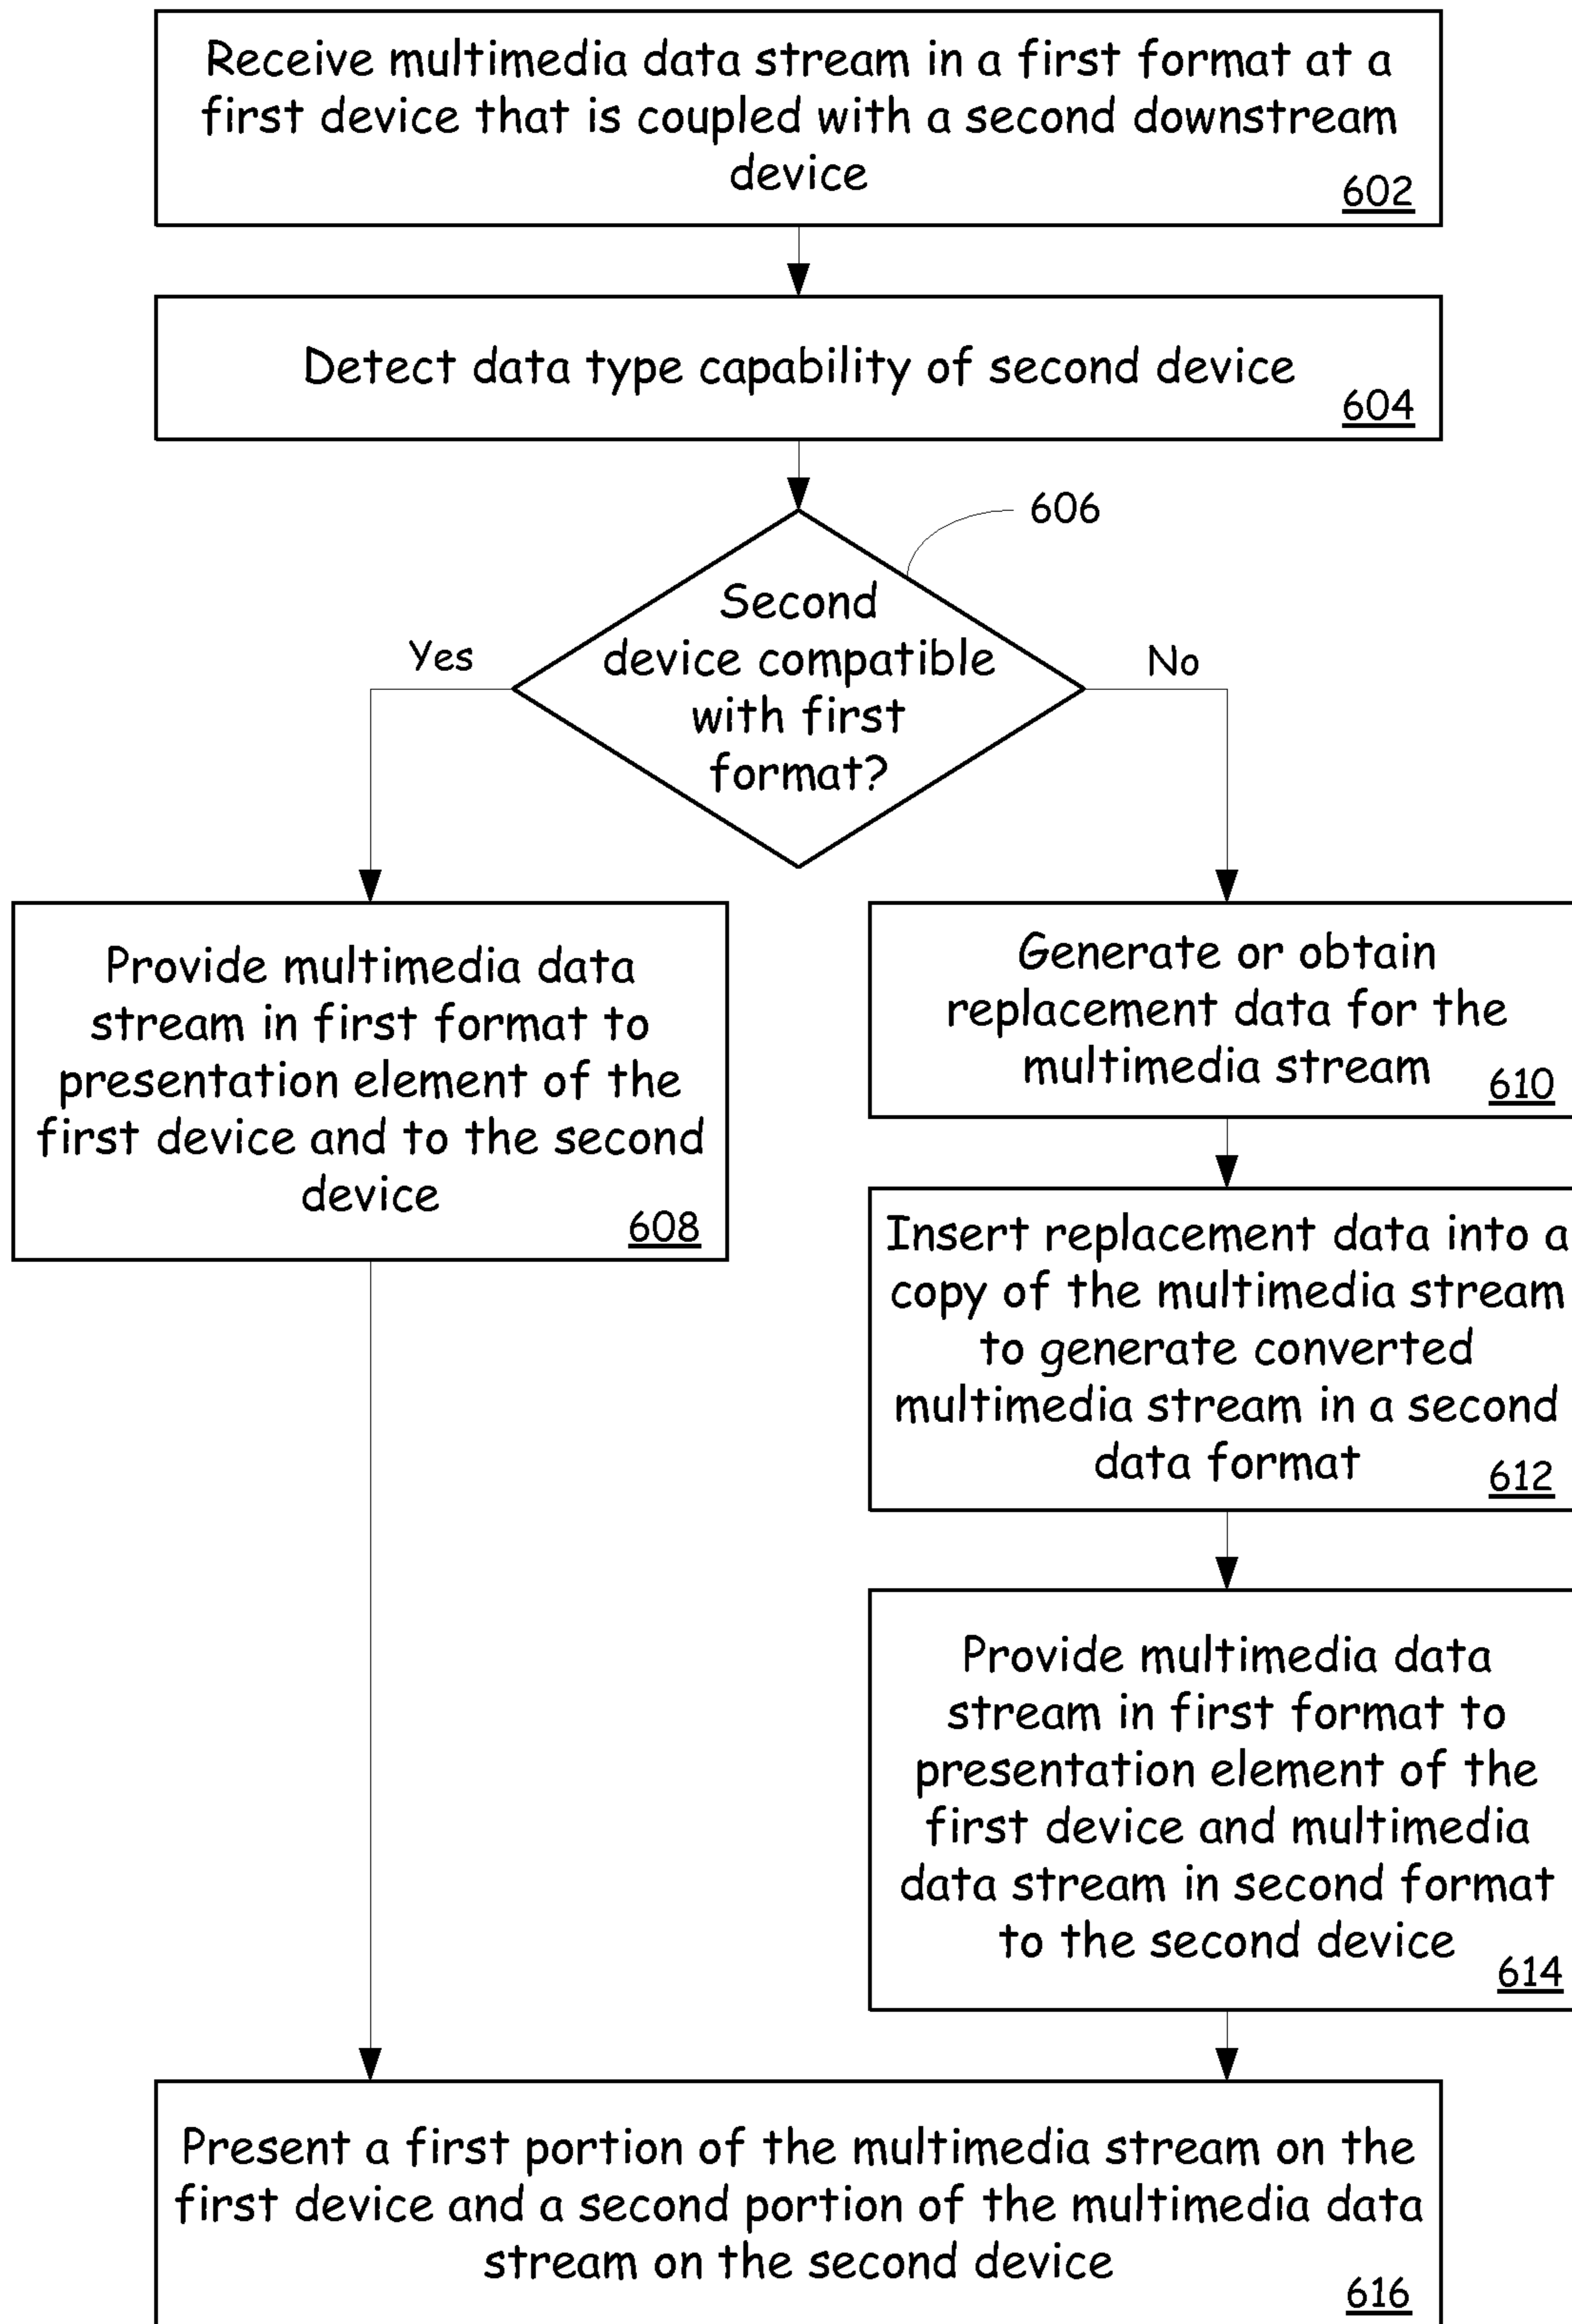 Receive multimedia data stream in a first format at a
first device that is coupled with a second downstream
device
602
Detect data type capability of second device
604
606
Second
device compatible
with first
format?
Yes
No
Provide multimedia data
stream in first format to
presentation element of the
first device and to the second
device
608
Generate or obtain
replacement data for the
multimedia stream
610
Insert replacement data into a
copy of the multimedia stream
to generate converted
multimedia stream in a second
data format
612
Provide multimedia data
stream in first format to
presentation element of the
first device and multimedia
data stream in second format
to the second device
614
Present a first portion of the multimedia stream on the
first device and a second portion of the multimedia data
stream on the second device
616